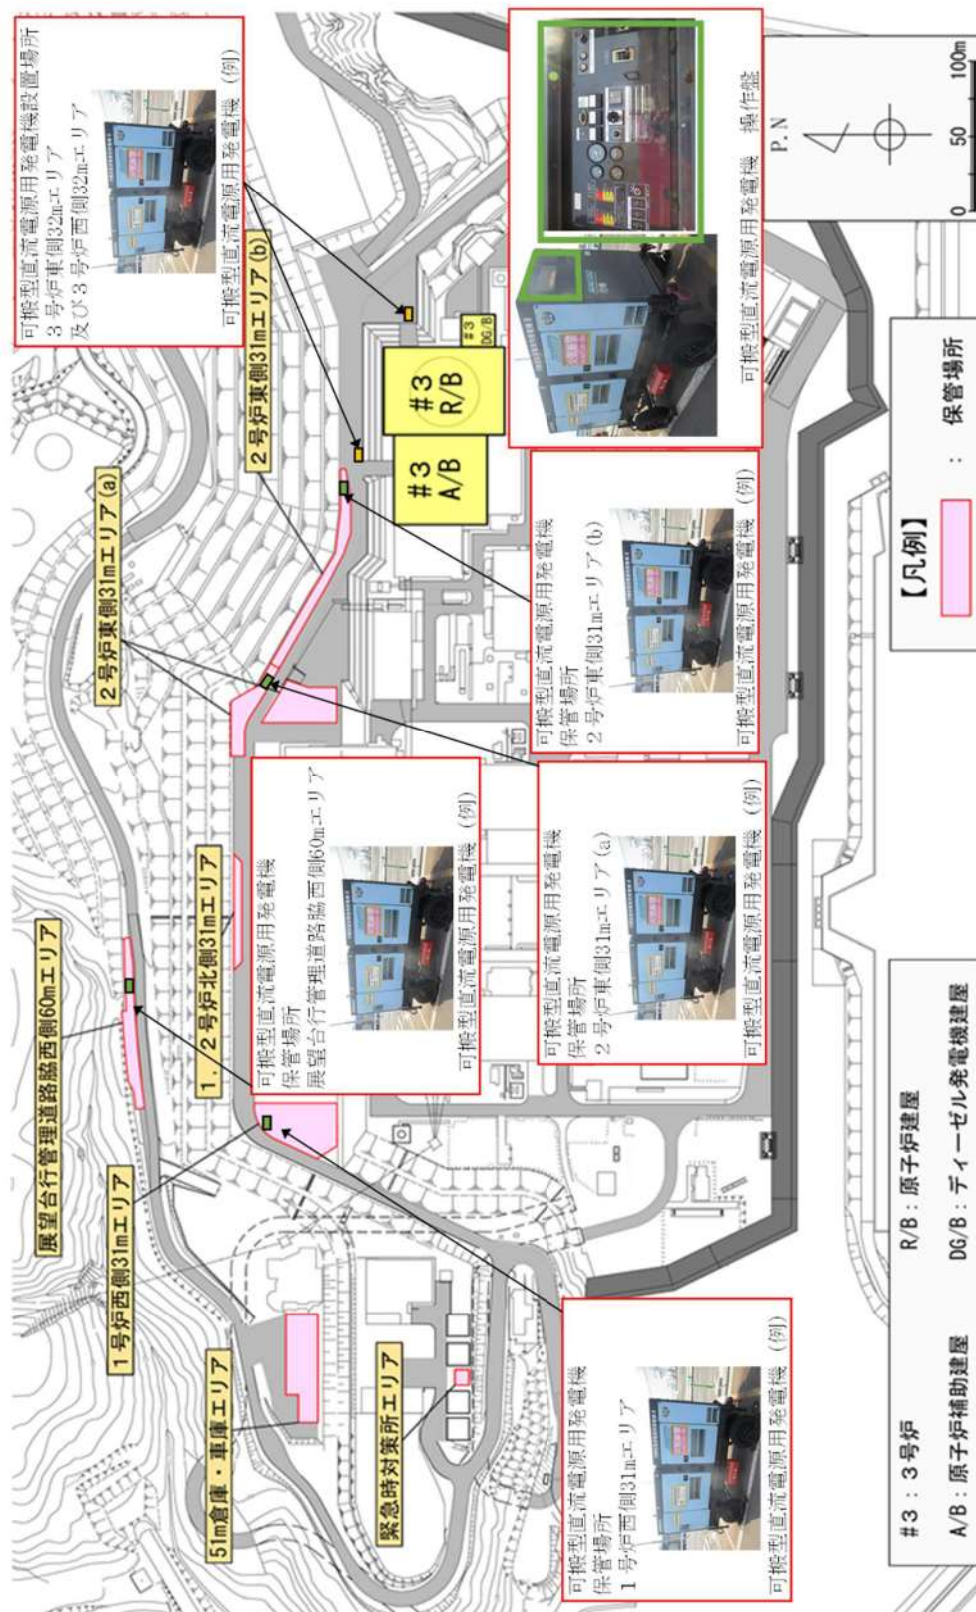 展望台行管理道路脇西側60mエリア
1号炉西側31mエリア
51m倉庫・車庫エリア
緊急時対策所エリア
1，2号炉北側31mエリア
2号炉東側31mエリア(a)
2号炉東側31mエリア(b)
可搬型直流電源用発電機設置場所
3号炉東側32mエリア
及び3号炉西側32mエリア
可搬型直流電源用発電機（例）
可搬型直流電源用発電機
保管場所
展望台行管理道路脇西側60mエリア
可搬型直流電源用発電機（例）
#3
A/B
#3
R/B
#3
DG/B
可搬型直流電源用発電機
保管場所
1号炉西側31mエリア
可搬型直流電源用発電機（例）
可搬型直流電源用発電機
保管場所
2号炉東側31mエリア(a)
可搬型直流電源用発電機（例）
可搬型直流電源用発電機
保管場所
2号炉東側31mエリア(b)
可搬型直流電源用発電機（例）
可搬型直流電源用発電機　操作盤
P.N
0 50 100m
#3：3号炉 R/B：原子炉建屋
A/B：原子炉補助建屋 DG/B：ディーゼル発電機建屋
【凡例】
：保管場所